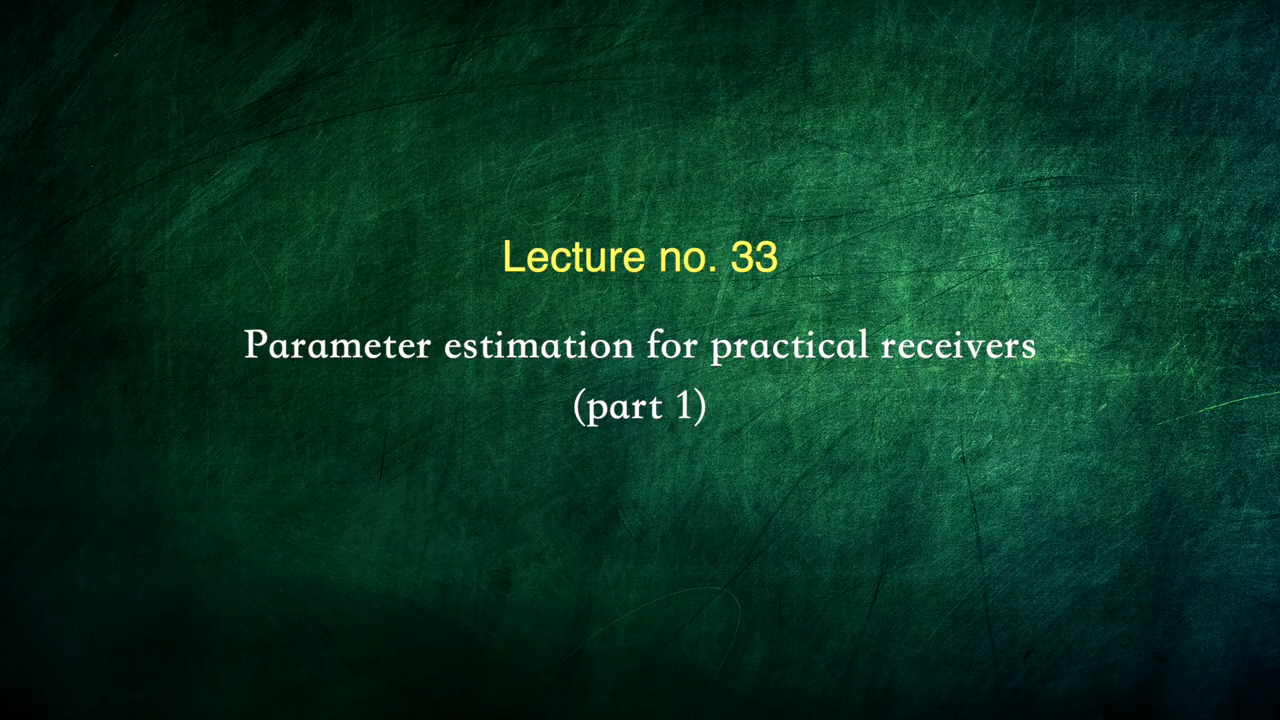 Lecture no. 33
Parameter estimation for practical receivers
(part 1)